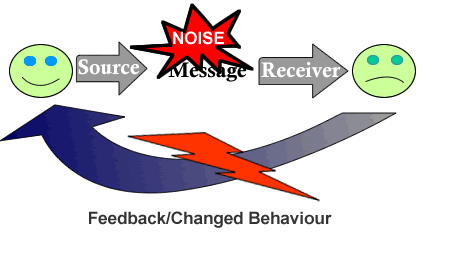 NOISE
Source Message Receiver
Feedback/Changed Behaviour